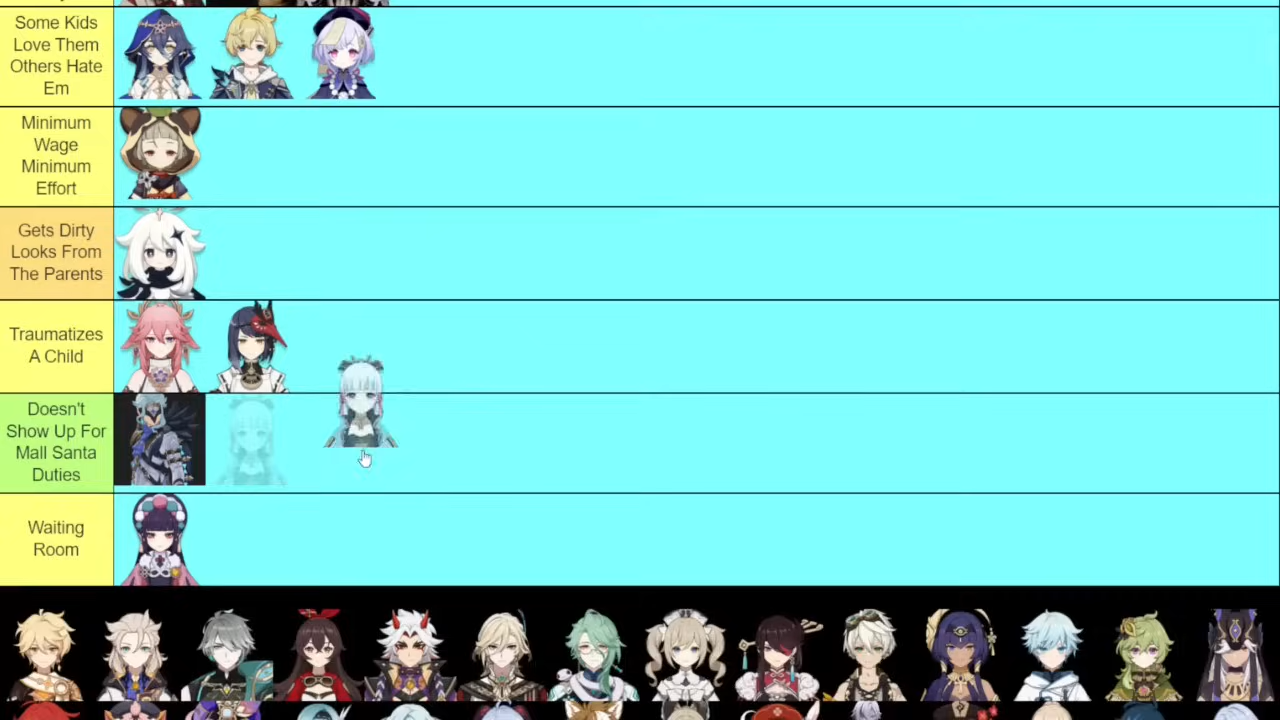 Some Kids
Love Them
Others Hate
Em
Minimum
Wage
Minimum
Effort
Gets Dirty
Looks From
The Parents
Traumatizes
A Child
Doesn't
Show Up For
Mall Santa
Duties
Waiting
Room